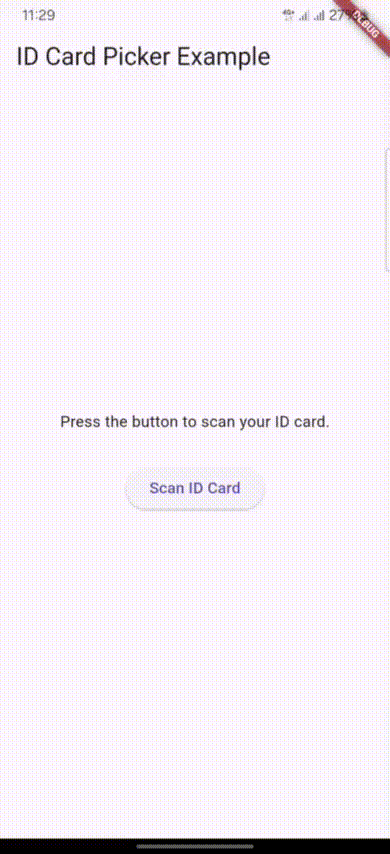 11:29
27%
DEBUG
ID Card Picker Example
Press the button to scan your ID card.
Scan ID Card